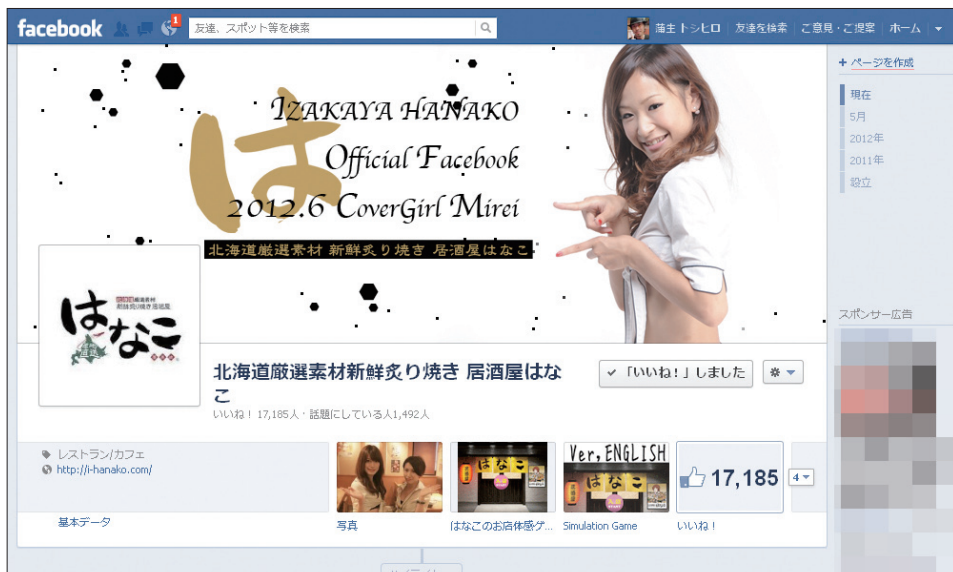 facebook
1
友達、スポット等を検索
蒲主 トシヒロ
友達を検索
ご意見・ご提案
ホーム
+ ページを作成
現在
5月
2012年
2011年
設立
IZAKAYA HANAKO
は
Official Facebook
2012.6 CoverGirl Mirei
北海道厳選素材 新鮮炙り焼き 居酒屋はなこ
はなこ
スポンサー広告
北海道厳選素材新鮮炙り焼き 居酒屋はな
こ
✓ 「いいね!」しました
いいね! 17,185人・話題にしている人1,492人
レストラン/カフェ
http://i-hanako.com/
基本データ
写真
はなこ
はなこのお店体感ゲ...
Ver, ENGLISH
はなこ
Simulation Game
17,185
いいね!
4